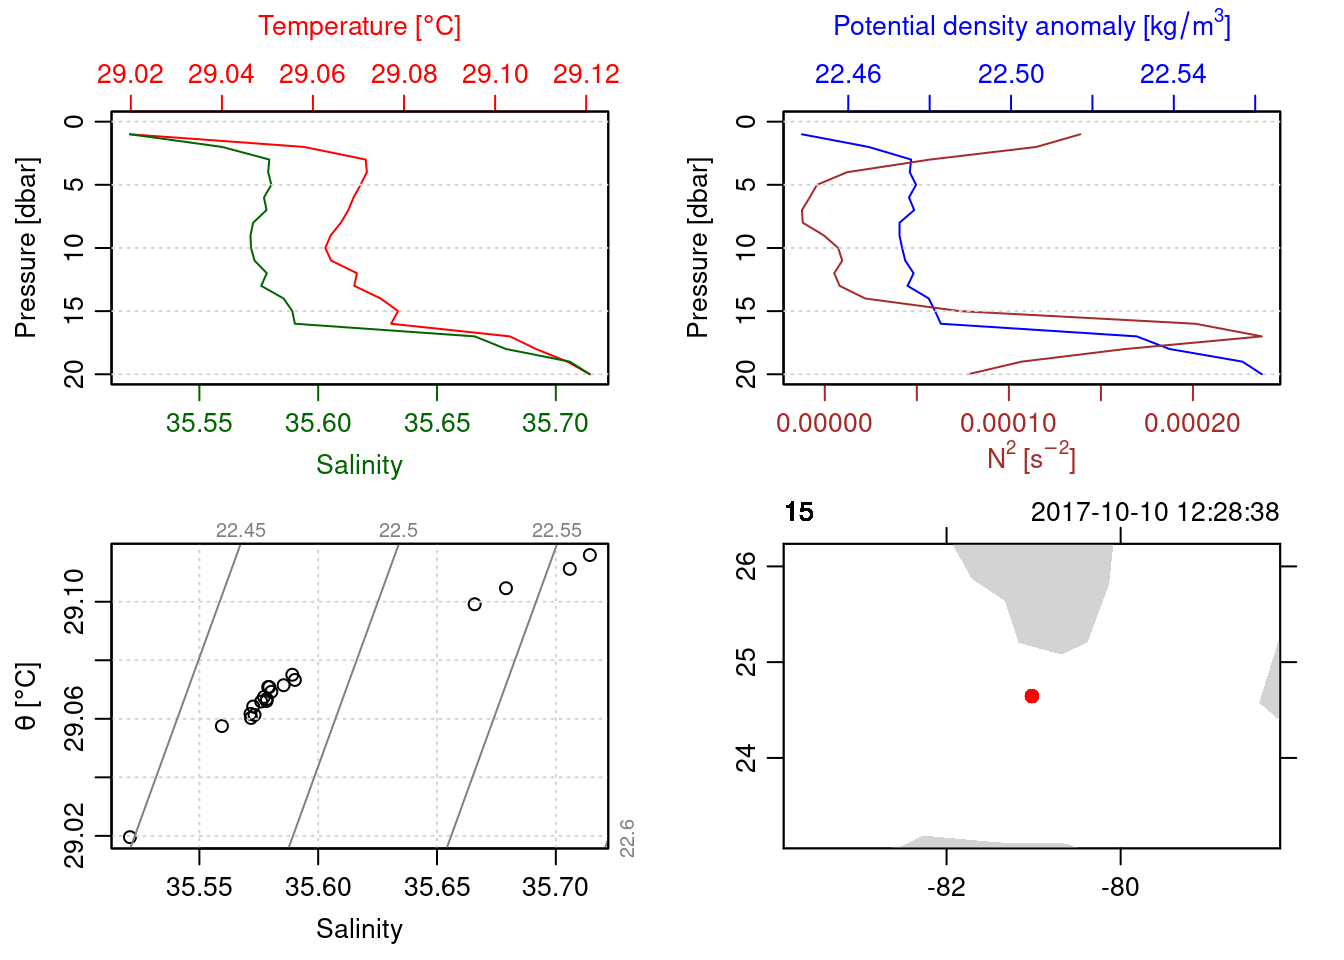 Temperature [°C]
29.02 29.04 29.06 29.08 29.10 29.12
0
5
10
15
20
Pressure [dbar]
35.55 35.60 35.65 35.70
Salinity
Potential density anomaly [kg/m³]
22.46 22.50 22.54
0
5
10
15
20
Pressure [dbar]
0.00000 0.00010 0.00020
N² [s⁻²]
22.45 22.5 22.55
22.6
29.10
29.06
29.02
θ [°C]
35.55 35.60 35.65 35.70
Salinity
15 2017-10-10 12:28:38
26
25
24
-82 -80